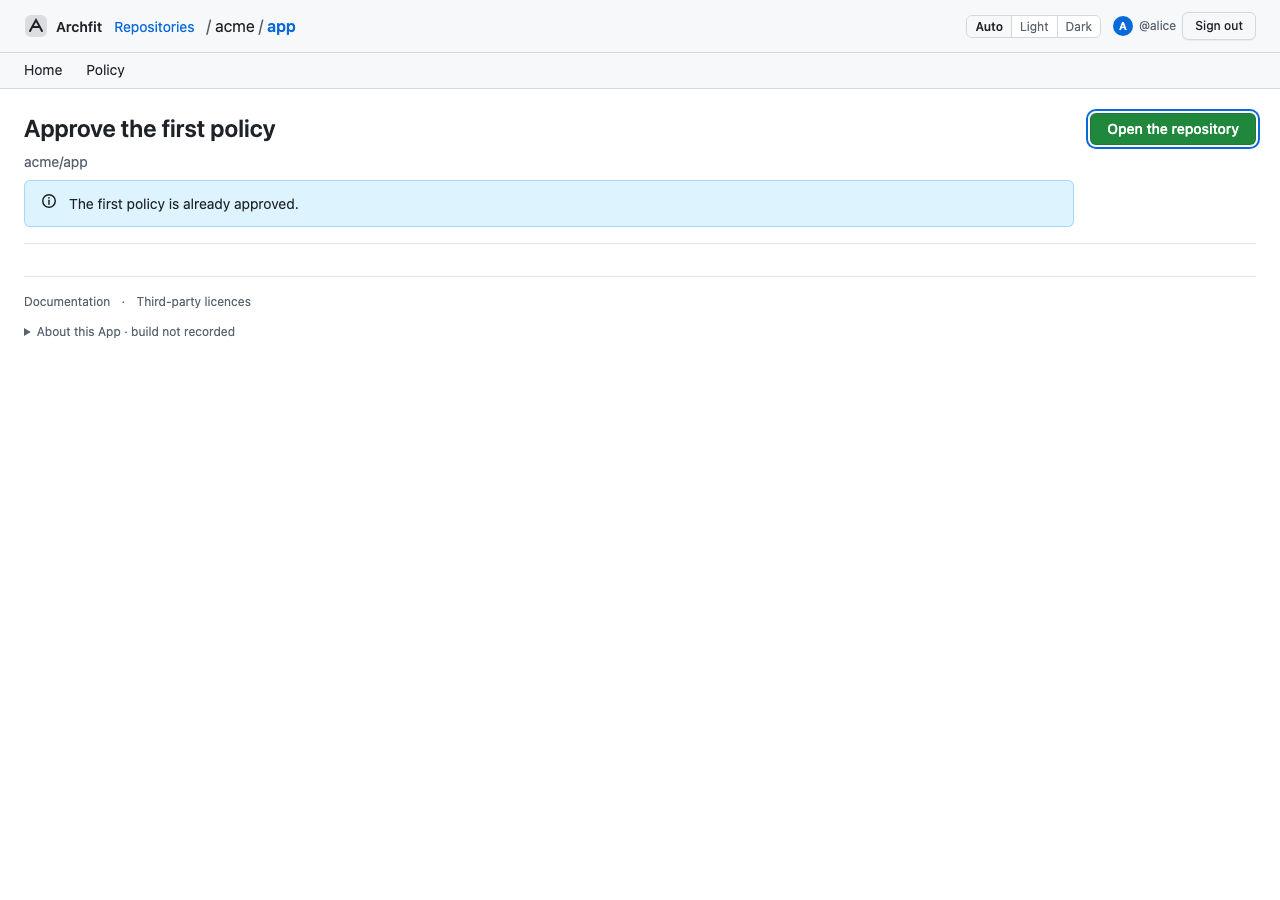 Archfit Repositories / acme / app
Auto Light Dark A @alice Sign out
Home Policy
Approve the first policy
Open the repository
acme/app
The first policy is already approved.
Documentation · Third-party licences
About this App · build not recorded